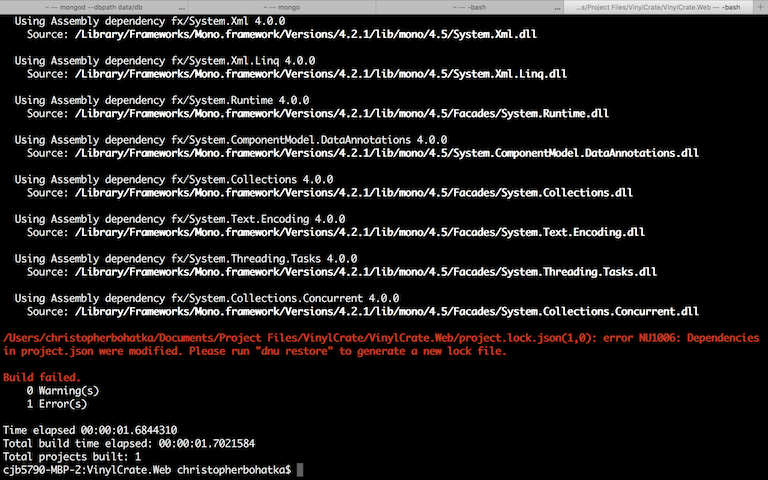 — mongod --dbpath data/db ...
— mongo
— -bash ...
...s/Project Files/VinylCrate/VinylCrate.Web — -bash +
Using Assembly dependency fx/System.Xml 4.0.0
Source: /Library/Frameworks/Mono.framework/Versions/4.2.1/lib/mono/4.5/System.Xml.dll
Using Assembly dependency fx/System.Xml.Linq 4.0.0
Source: /Library/Frameworks/Mono.framework/Versions/4.2.1/lib/mono/4.5/System.Xml.Linq.dll
Using Assembly dependency fx/System.Runtime 4.0.0
Source: /Library/Frameworks/Mono.framework/Versions/4.2.1/lib/mono/4.5/Facades/System.Runtime.dll
Using Assembly dependency fx/System.ComponentModel.DataAnnotations 4.0.0
Source: /Library/Frameworks/Mono.framework/Versions/4.2.1/lib/mono/4.5/System.ComponentModel.DataAnnotations.dll
Using Assembly dependency fx/System.Collections 4.0.0
Source: /Library/Frameworks/Mono.framework/Versions/4.2.1/lib/mono/4.5/Facades/System.Collections.dll
Using Assembly dependency fx/System.Text.Encoding 4.0.0
Source: /Library/Frameworks/Mono.framework/Versions/4.2.1/lib/mono/4.5/Facades/System.Text.Encoding.dll
Using Assembly dependency fx/System.Threading.Tasks 4.0.0
Source: /Library/Frameworks/Mono.framework/Versions/4.2.1/lib/mono/4.5/Facades/System.Threading.Tasks.dll
Using Assembly dependency fx/System.Collections.Concurrent 4.0.0
Source: /Library/Frameworks/Mono.framework/Versions/4.2.1/lib/mono/4.5/Facades/System.Collections.Concurrent.dll
/Users/christopherbohatka/Documents/Project Files/VinylCrate/VinylCrate.Web/project.lock.json(1,0): error NU1006: Dependencies
in project.json were modified. Please run "dnu restore" to generate a new lock file.
Build failed.
0 Warning(s)
1 Error(s)
Time elapsed 00:00:01.6844310
Total build time elapsed: 00:00:01.7021584
Total projects built: 1
cjb5790-MBP-2:VinylCrate.Web christopherbohatka$